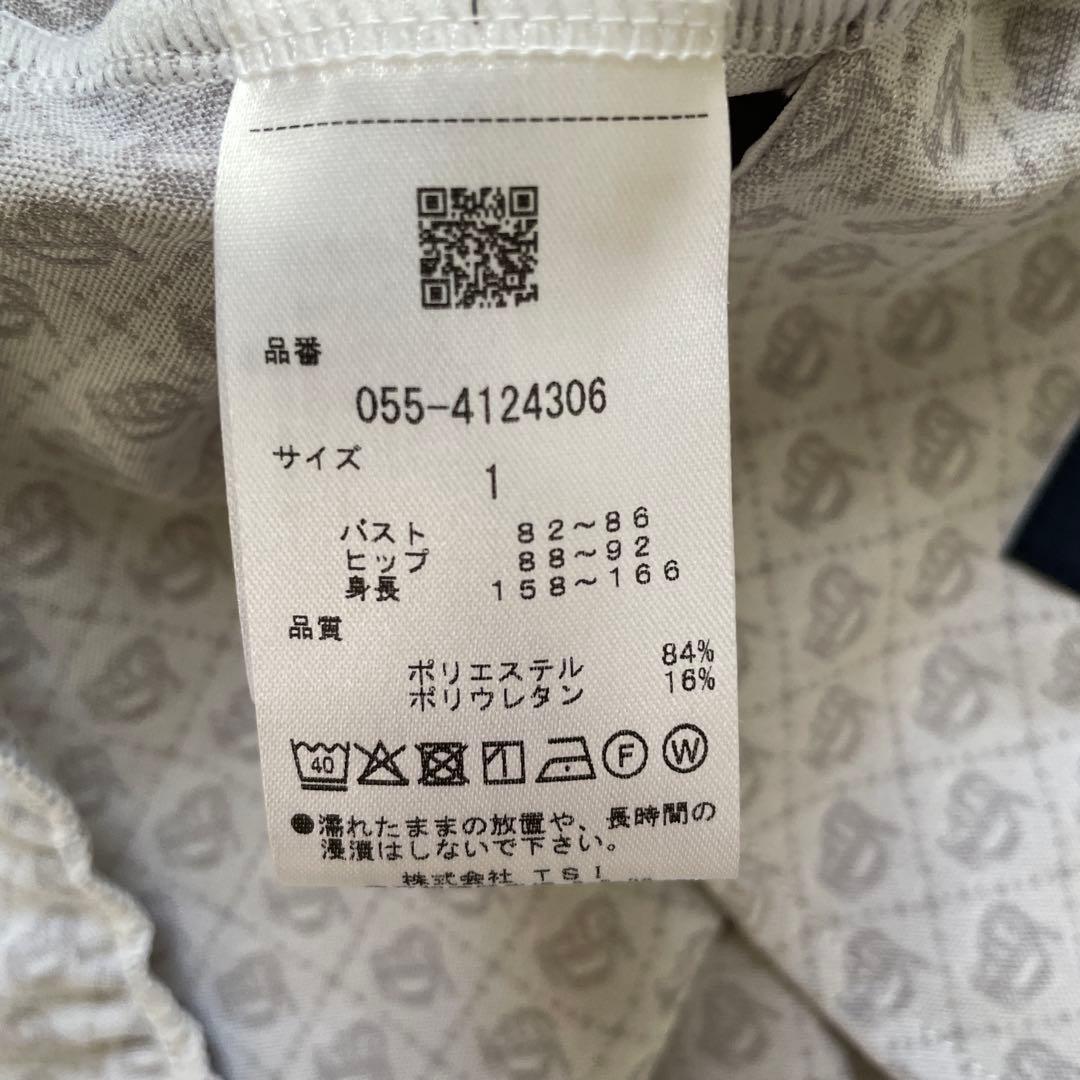 品番
055-4124306
サイズ
1
バスト 82～86
ヒップ 88～92
身長 158～166
品質
ポリエステル 84%
ポリウレタン 16%
40
F W
●濡れたままの放置や、長時間の
浸漬はしないで下さい。
株式会社 TSI